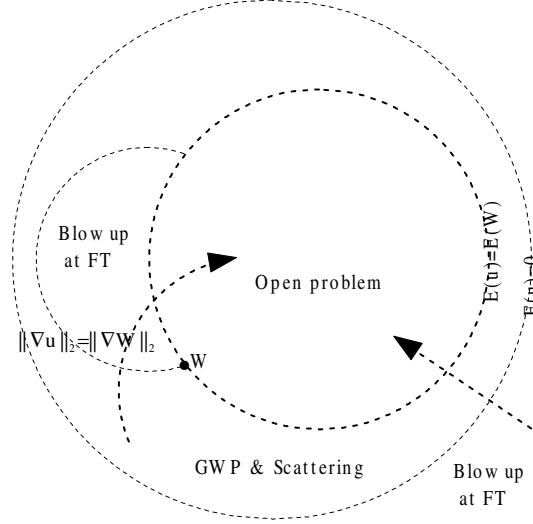 Blow up
at FT
Open problem
E(u)=E(W)
‖∇u‖₂=‖∇W‖₂
W
GWP & Scattering
Blow up
at FT